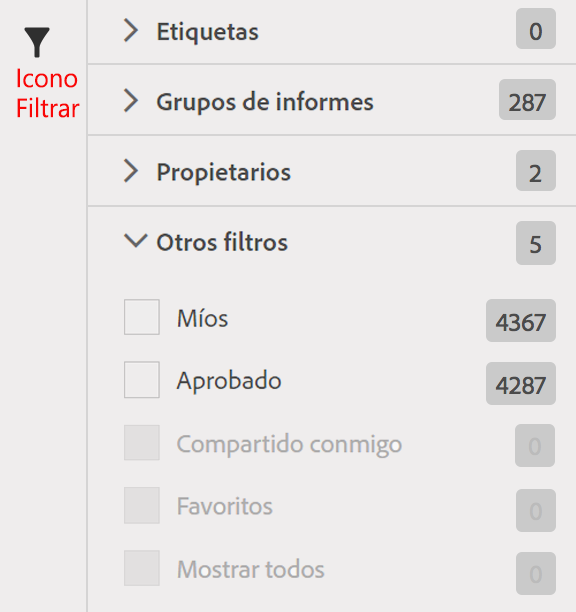 Icono
Filtrar
Etiquetas 0
Grupos de informes 287
Propietarios 2
Otros filtros 5
Míos 4367
Aprobado 4287
Compartido conmigo 0
Favoritos 0
Mostrar todos 0